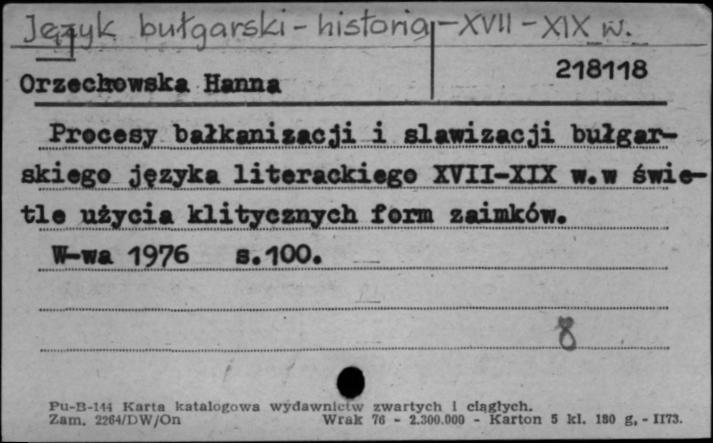 Język bułgarski - historia - XVII - XIX w.
218118
Orzechowska Hanna
Procesy bałkanizacji i slawizacji bułgar-
skiego języka literackiego XVII-XIX w.w świe-
tle użycia klitycznych form zaimków.
W-wa 1976 s.100.
8
Pu-B-144 Karta katalogowa wydawnictw zwartych i ciągłych.
Zam. 2264/DW/On Wrak 76 - 2.300.000 - Karton 5 kl. 180 g, - II73.